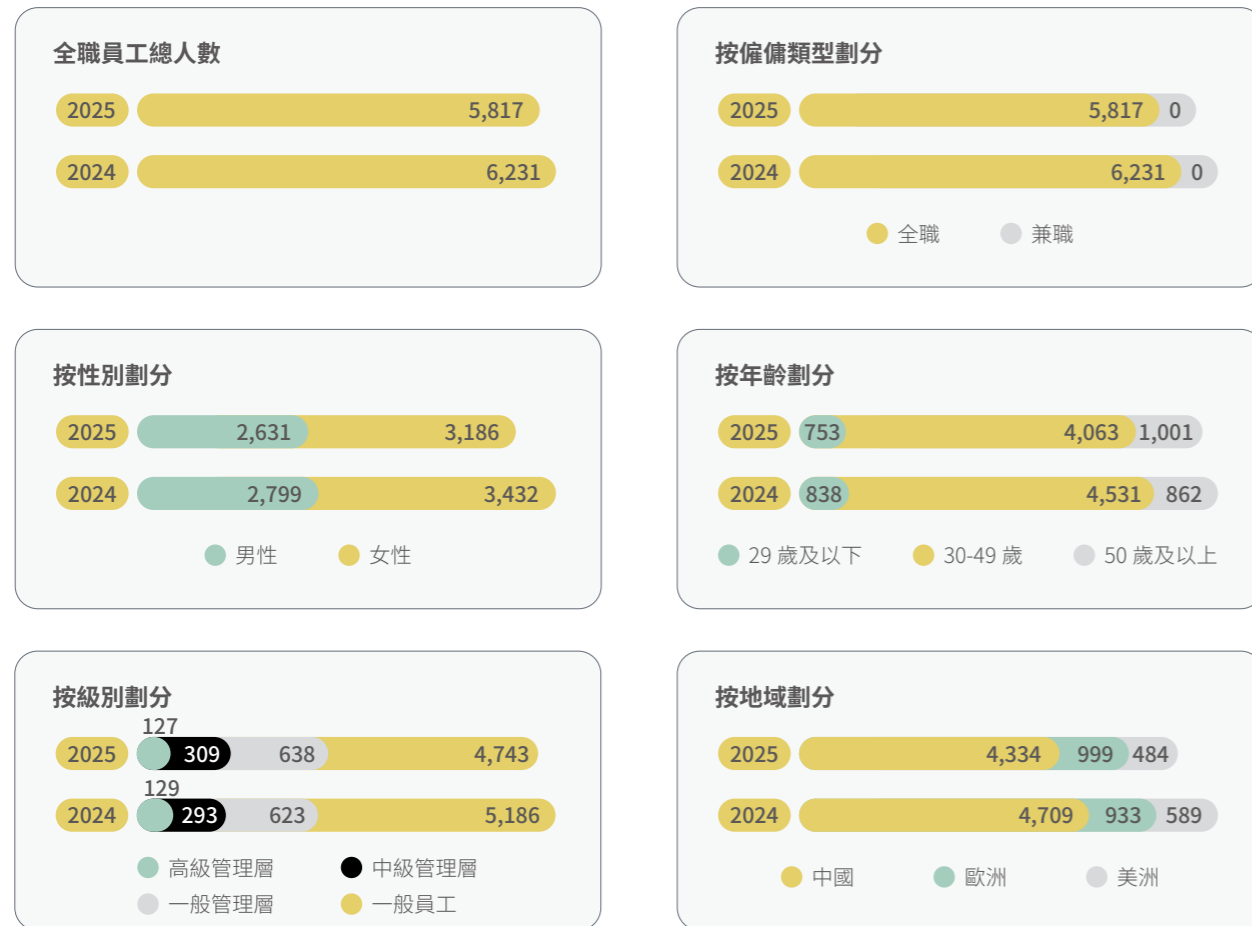 全職員工總人數
2025 5,817
2024 6,231
按僱傭類型劃分
2025 5,817 0
2024 6,231 0
全職 兼職
按性別劃分
2025 2,631 3,186
2024 2,799 3,432
男性 女性
按年齡劃分
2025 753 4,063 1,001
2024 838 4,531 862
29 歲及以下 30-49 歲 50 歲及以上
按級別劃分
127
2025 309 638 4,743
129
2024 293 623 5,186
高級管理層 中級管理層
一般管理層 一般員工
按地域劃分
2025 4,334 999 484
2024 4,709 933 589
中國 歐洲 美洲